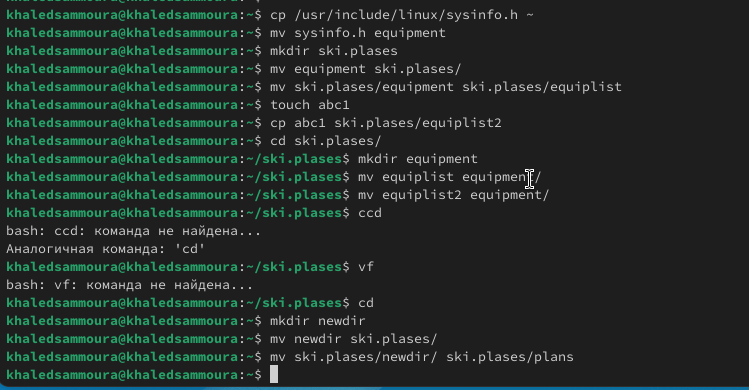 khaledsammoura@khaledsammoura:~$ cp /usr/include/linux/sysinfo.h ~
khaledsammoura@khaledsammoura:~$ mv sysinfo.h equipment
khaledsammoura@khaledsammoura:~$ mkdir ski.plases
khaledsammoura@khaledsammoura:~$ mv equipment ski.plases/
khaledsammoura@khaledsammoura:~$ mv ski.plases/equipment ski.plases/equiplist
khaledsammoura@khaledsammoura:~$ touch abc1
khaledsammoura@khaledsammoura:~$ cp abc1 ski.plases/equiplist2
khaledsammoura@khaledsammoura:~$ cd ski.plases/
khaledsammoura@khaledsammoura:~/ski.plases$ mkdir equipment
khaledsammoura@khaledsammoura:~/ski.plases$ mv equiplist equipment/
khaledsammoura@khaledsammoura:~/ski.plases$ mv equiplist2 equipment/
khaledsammoura@khaledsammoura:~/ski.plases$ ccd
bash: ccd: команда не найдена...
Аналогичная команда: 'cd'
khaledsammoura@khaledsammoura:~/ski.plases$ vf
bash: vf: команда не найдена...
khaledsammoura@khaledsammoura:~/ski.plases$ cd
khaledsammoura@khaledsammoura:~$ mkdir newdir
khaledsammoura@khaledsammoura:~$ mv newdir ski.plases/
khaledsammoura@khaledsammoura:~$ mv ski.plases/newdir/ ski.plases/plans
khaledsammoura@khaledsammoura:~$